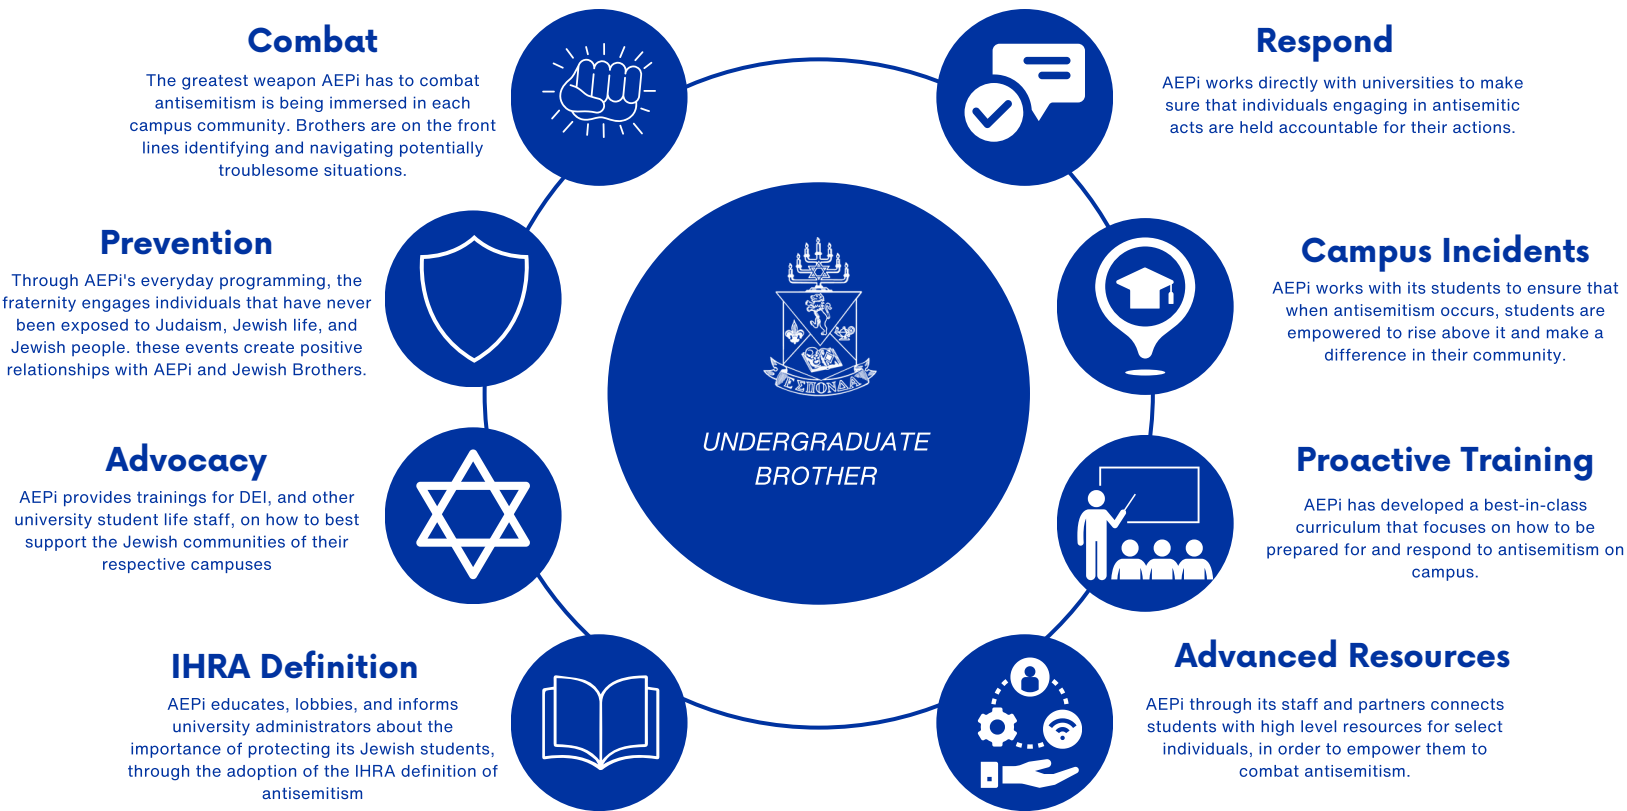 Combat
The greatest weapon AEPi has to combat
antisemitism is being immersed in each
campus community. Brothers are on the front
lines identifying and navigating potentially
troublesome situations.
Prevention
Through AEPi's everyday programming, the
fraternity engages individuals that have never
been exposed to Judaism, Jewish life, and
Jewish people. these events create positive
relationships with AEPi and Jewish Brothers.
Advocacy
AEPi provides trainings for DEI, and other
university student life staff, on how to best
support the Jewish communities of their
respective campuses
IHRA Definition
AEPi educates, lobbies, and informs
university administrators about the
importance of protecting its Jewish students,
through the adoption of the IHRA definition of
antisemitism
ΕΣΠΟΝΔΑ
UNDERGRADUATE
BROTHER
Respond
AEPi works directly with universities to make
sure that individuals engaging in antisemitic
acts are held accountable for their actions.
Campus Incidents
AEPi works with its students to ensure that
when antisemitism occurs, students are
empowered to rise above it and make a
difference in their community.
Proactive Training
AEPi has developed a best-in-class
curriculum that focuses on how to be
prepared for and respond to antisemitism on
campus.
Advanced Resources
AEPi through its staff and partners connects
students with high level resources for select
individuals, in order to empower them to
combat antisemitism.